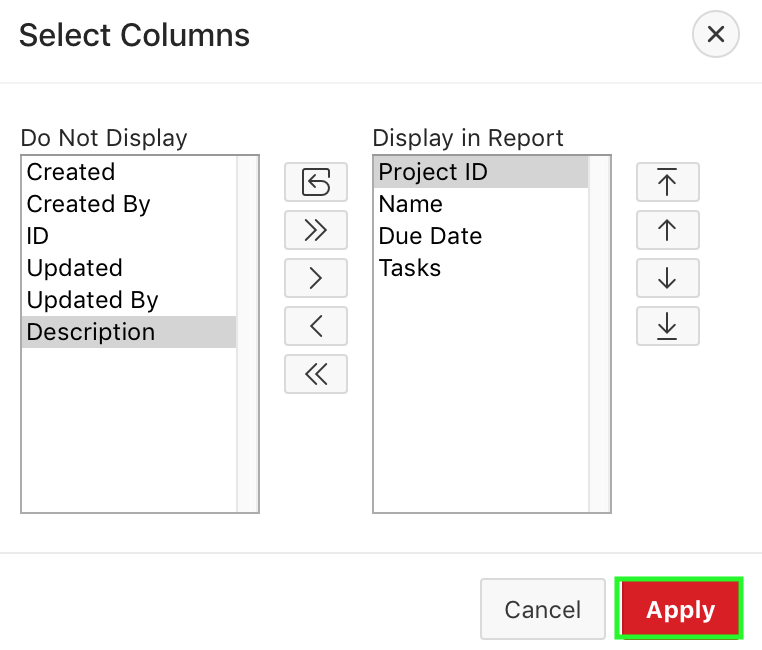 Select Columns
Do Not Display
Created
Created By
ID
Updated
Updated By
Description
Display in Report
Project ID
Name
Due Date
Tasks
Cancel
Apply